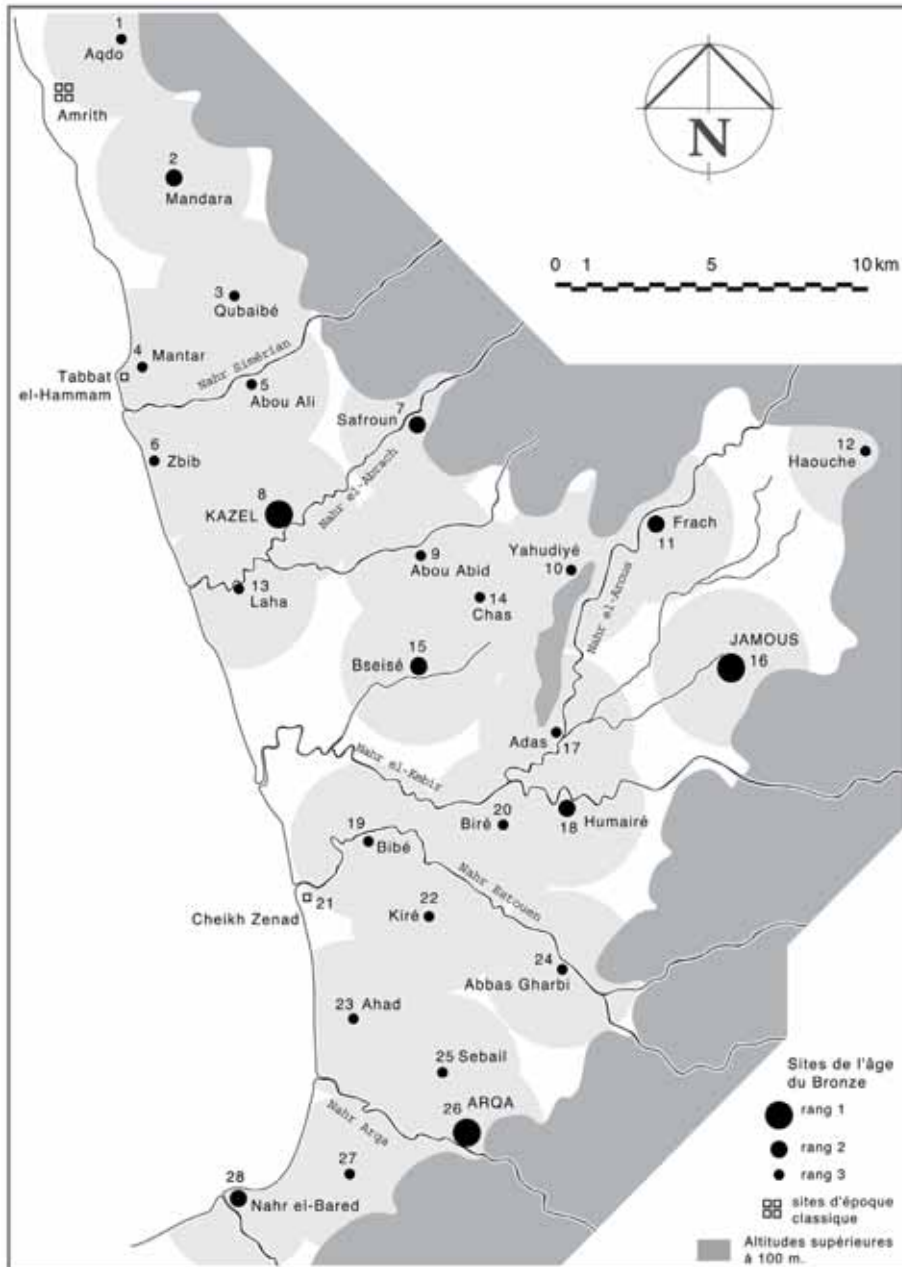 1
Aqdo
Amrith
N
2
Mandara
0 1 5 10 km
3
Qubaibé
4
Mantar
Nahr Simérian
Tabbat
el-Hammam
5
Abou Ali
7
Safroun
12
Haouche
6
Zbib
8
KAZEL
Nahr el-Abrach
Frach
11
9
Abou Abid
Yahudiyé
10
13
Laha
14
Chas
Nahr el-Arous
JAMOUS
16
15
Bseisé
Adas
17
Nahr el-Kebir
20
Biré
18
Humairé
19
Bibé
Nahr Estouen
21
Cheikh Zenad
22
Kiré
24
Abbas Gharbi
23 Ahad
25 Sebail
26 ARQA
Nahr Arqa
27
28
Nahr el-Bared
Sites de l'âge
du Bronze
rang 1
rang 2
rang 3
sites d'époque
classique
Altitudes supérieures
à 100 m.